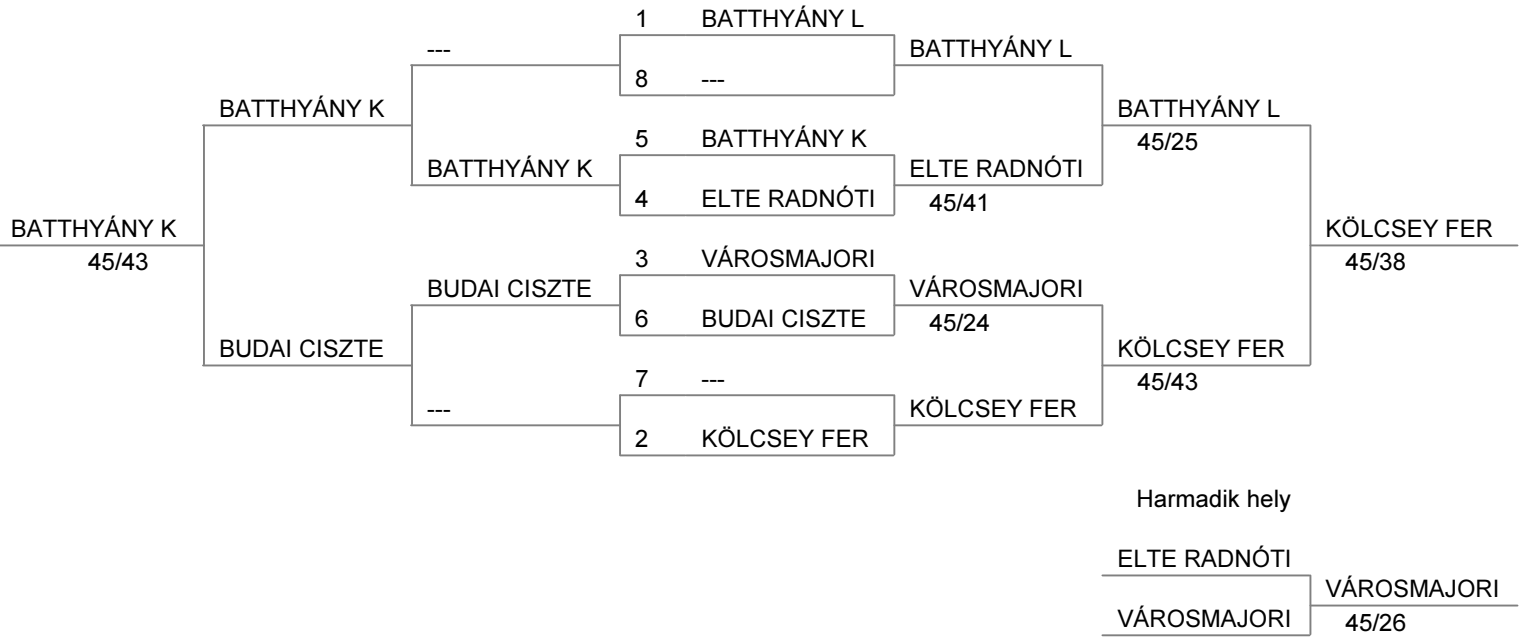 1 BATTHYÁNY L
--- BATTHYÁNY L
8 ---
BATTHYÁNY K BATTHYÁNY L
5 BATTHYÁNY K 45/25
BATTHYÁNY K ELTE RADNÓTI
4 ELTE RADNÓTI 45/41
BATTHYÁNY K KÖLCSEY FER
45/43 3 VÁROSMAJORI 45/38
BUDAI CISZTE VÁROSMAJORI
6 BUDAI CISZTE 45/24
BUDAI CISZTE KÖLCSEY FER
7 --- 45/43
--- KÖLCSEY FER
2 KÖLCSEY FER
Harmadik hely
ELTE RADNÓTI
VÁROSMAJORI
VÁROSMAJORI 45/26